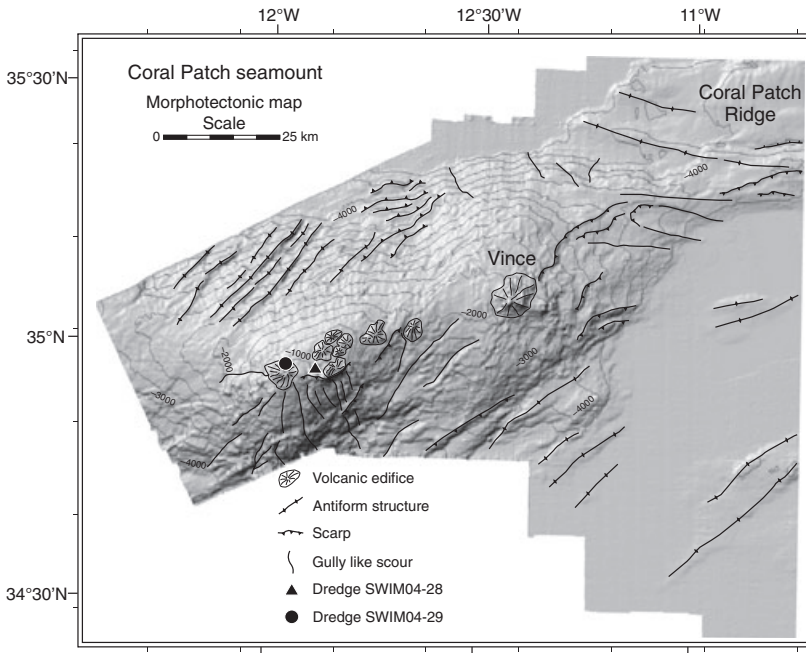 12°W
12°30'W
11°W
35°30'N
Coral Patch seamount
Morphotectonic map
Scale
0
25 km
Coral Patch
Ridge
–4000
–4000
Vince
–2000
35°N
–1000
–2000
–3000
–3000
–4000
–4000
Volcanic edifice
Antiform structure
Scarp
Gully like scour
Dredge SWIM04-28
Dredge SWIM04-29
34°30'N